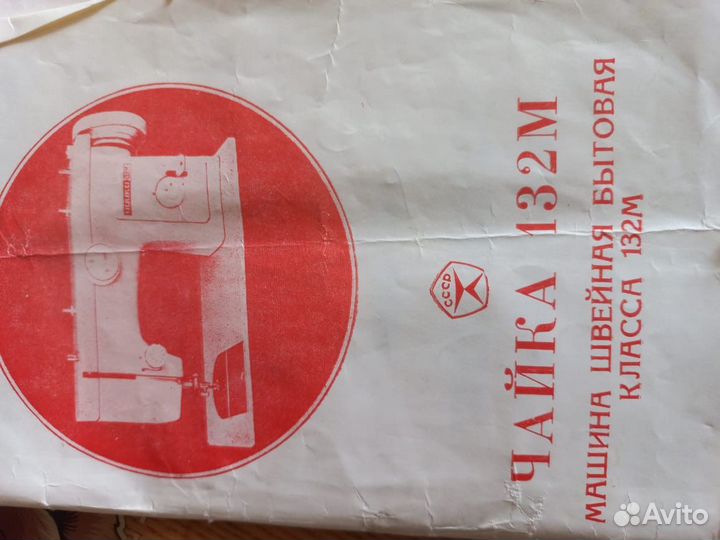 СССР
ЧАЙКА 132М
МАШИНА ШВЕЙНАЯ БЫТОВАЯ
КЛАССА 132М
Avito